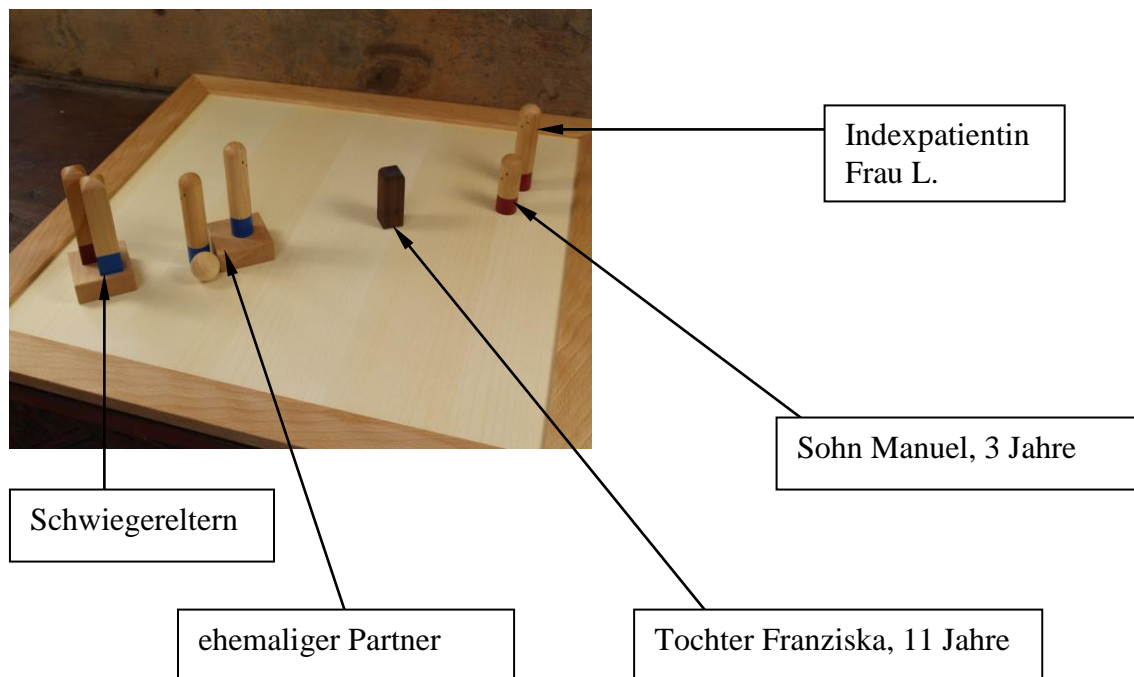 Indexpatientin
Frau L.
Sohn Manuel, 3 Jahre
Schwiegereltern
ehemaliger Partner
Tochter Franziska, 11 Jahre